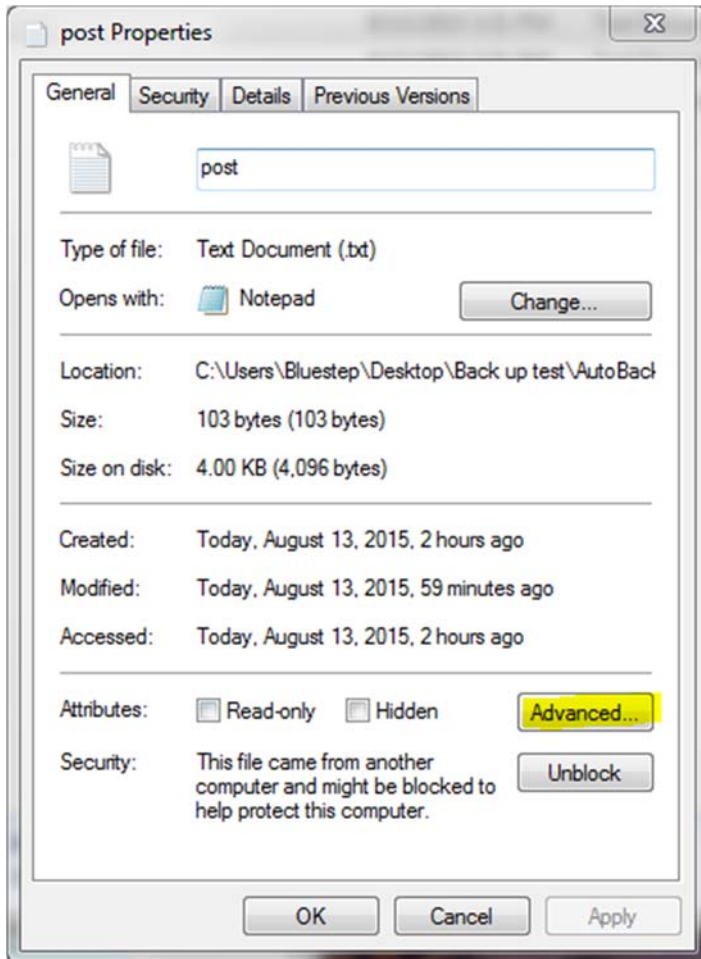 post Properties
General Security Details Previous Versions
post
Type of file: Text Document (.txt)
Opens with: Notepad Change...
Location: C:\Users\Bluestep\Desktop\Back up test\AutoBack
Size: 103 bytes (103 bytes)
Size on disk: 4.00 KB (4,096 bytes)
Created: Today, August 13, 2015, 2 hours ago
Modified: Today, August 13, 2015, 59 minutes ago
Accessed: Today, August 13, 2015, 2 hours ago
Attributes: Read-only Hidden Advanced...
Security: This file came from another
computer and might be blocked to
help protect this computer.
Unblock
OK Cancel Apply